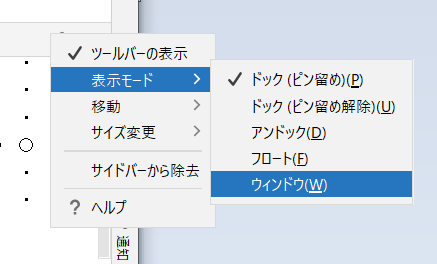 ツールバーの表示
表示モード
移動
サイズ変更
サイドバーから除去
ヘルプ
ドック (ピン留め)(P)
ドック (ピン留め解除)(U)
アンドック(D)
フロート(F)
ウィンドウ(W)
通知